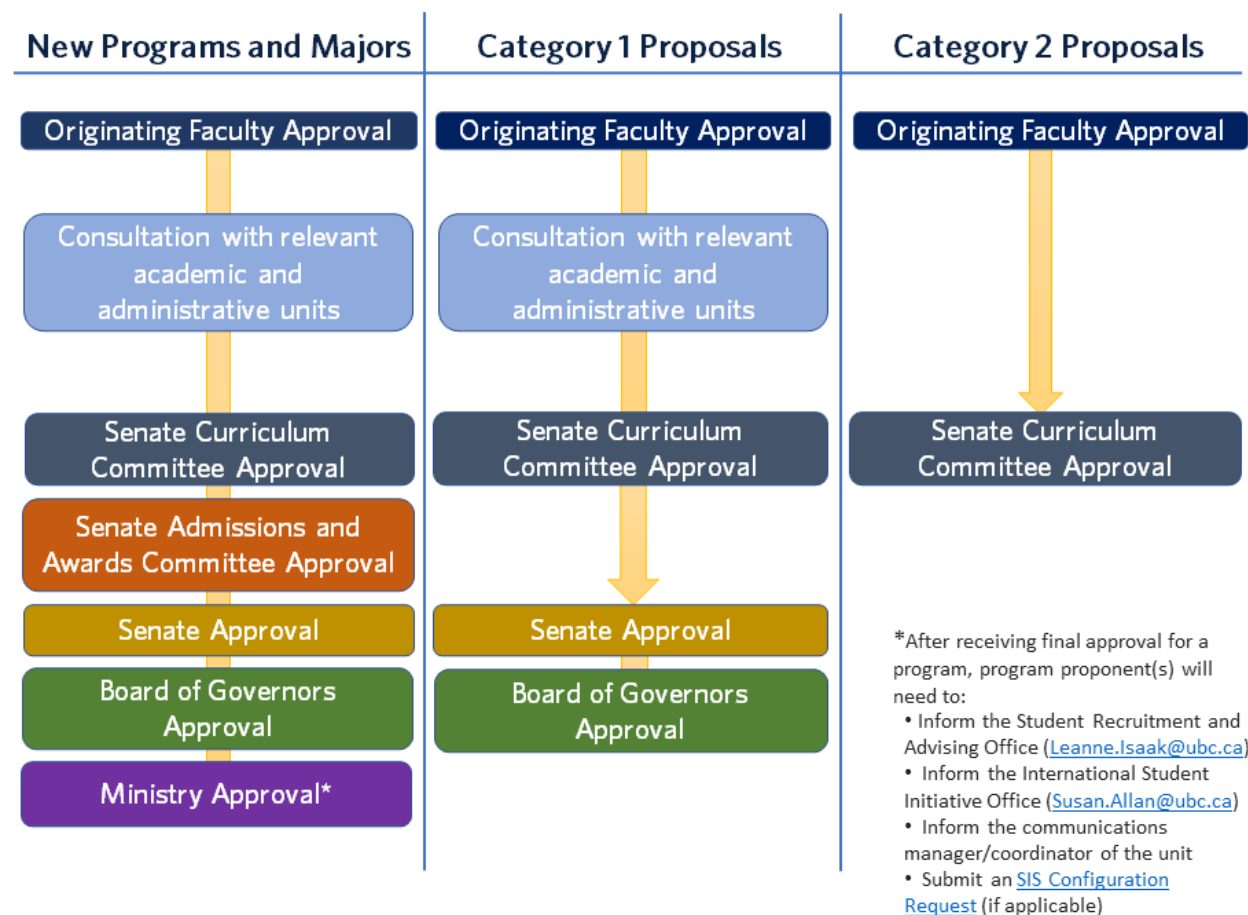 New Programs and Majors
Originating Faculty Approval
Consultation with relevant
academic and
administrative units
Senate Curriculum
Committee Approval
Senate Admissions and
Awards Committee Approval
Senate Approval
Board of Governors
Approval
Ministry Approval*
Category 1 Proposals
Originating Faculty Approval
Consultation with relevant
academic and
administrative units
Senate Curriculum
Committee Approval
Senate Approval
Board of Governors
Approval
Category 2 Proposals
Originating Faculty Approval
Senate Curriculum
Committee Approval
*After receiving final approval for a
program, program proponent(s) will
need to:
• Inform the Student Recruitment and
Advising Office (Leanne.Isaak@ubc.ca)
• Inform the International Student
Initiative Office (Susan.Allan@ubc.ca)
• Inform the communications
manager/coordinator of the unit
• Submit an SIS Configuration
Request (if applicable)